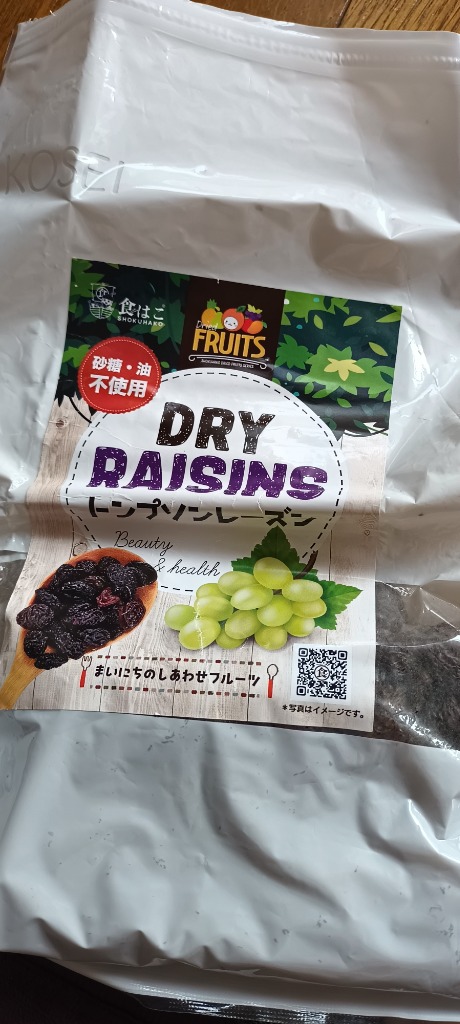 KOSEI
食はこ
SHOKUHAKO
Dried
FRUITS
砂糖・油
不使用
DRY
RAISINS
トンプソンレーズン
Beauty
& health
まいにちのしあわせフルーツ
*写真はイメージです。